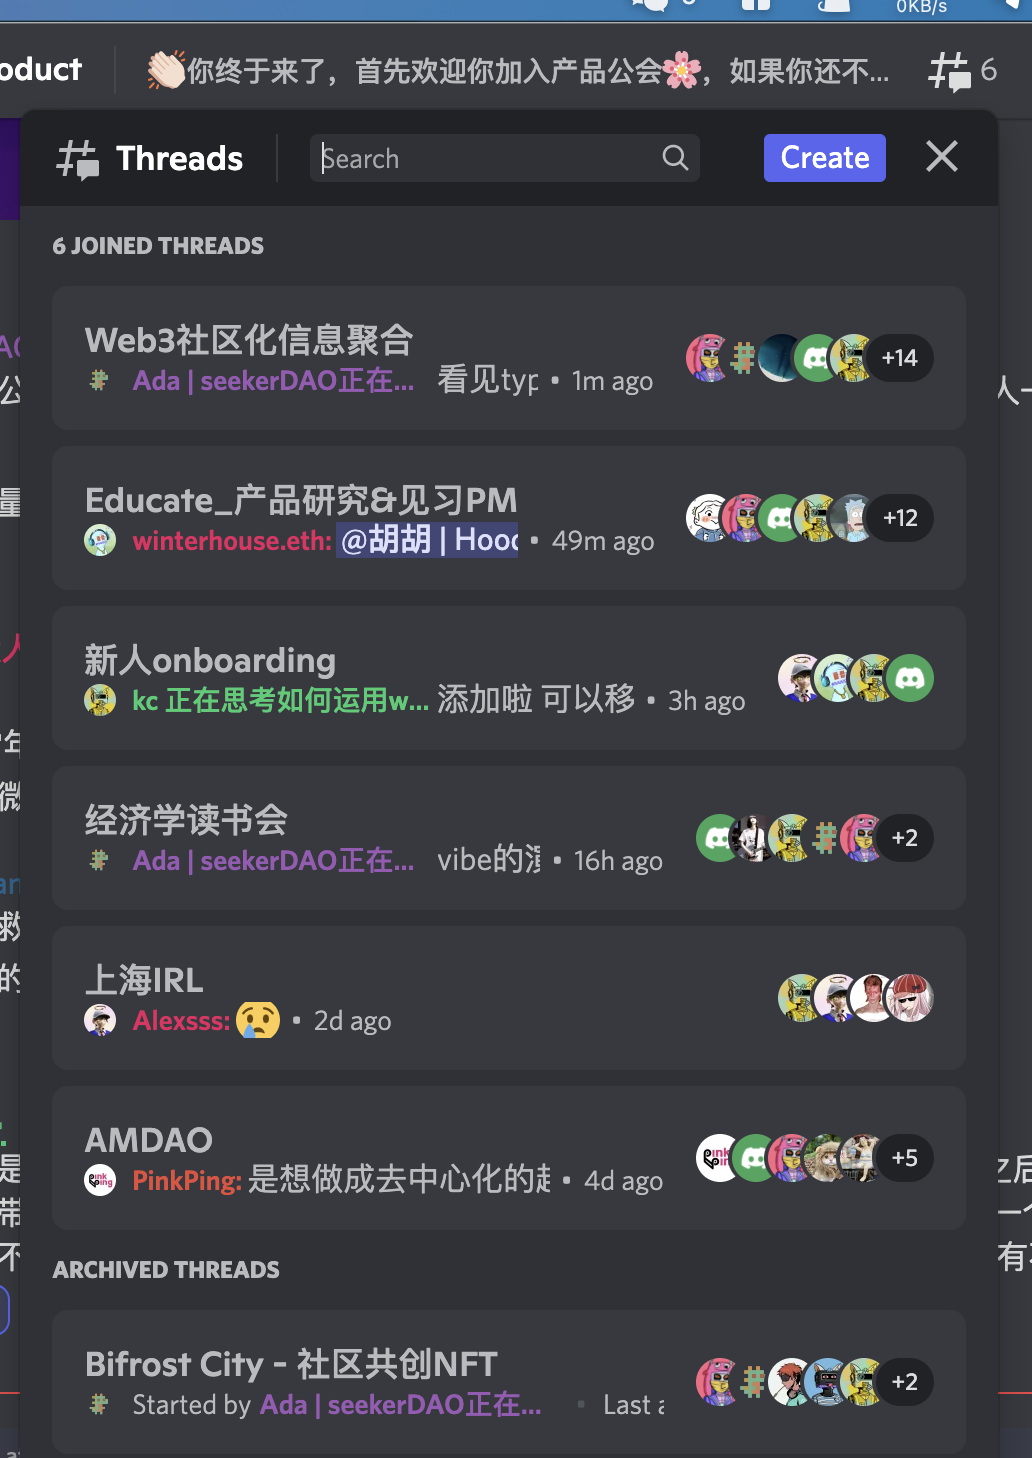 0KB/s
oduct
👏🏻你终于来了，首先欢迎你加入产品公会🌸，如果你还不...
6
Threads
Search
Create
6 JOINED THREADS
Web3社区化信息聚合
Ada | seekerDAO正在... 看见typ • 1m ago
+14
Educate_产品研究&见习PM
winterhouse.eth: @胡胡 | Hood • 49m ago
+12
新人onboarding
kc 正在思考如何运用w... 添加啦 可以移 • 3h ago
经济学读书会
Ada | seekerDAO正在... vibe的演 • 16h ago
+2
上海IRL
Alexsss: 😢 • 2d ago
AMDAO
PinkPing: 是想做成去中心化的起 • 4d ago
+5
ARCHIVED THREADS
Bifrost City - 社区共创NFT
Started by Ada | seekerDAO正在... • Last a
+2